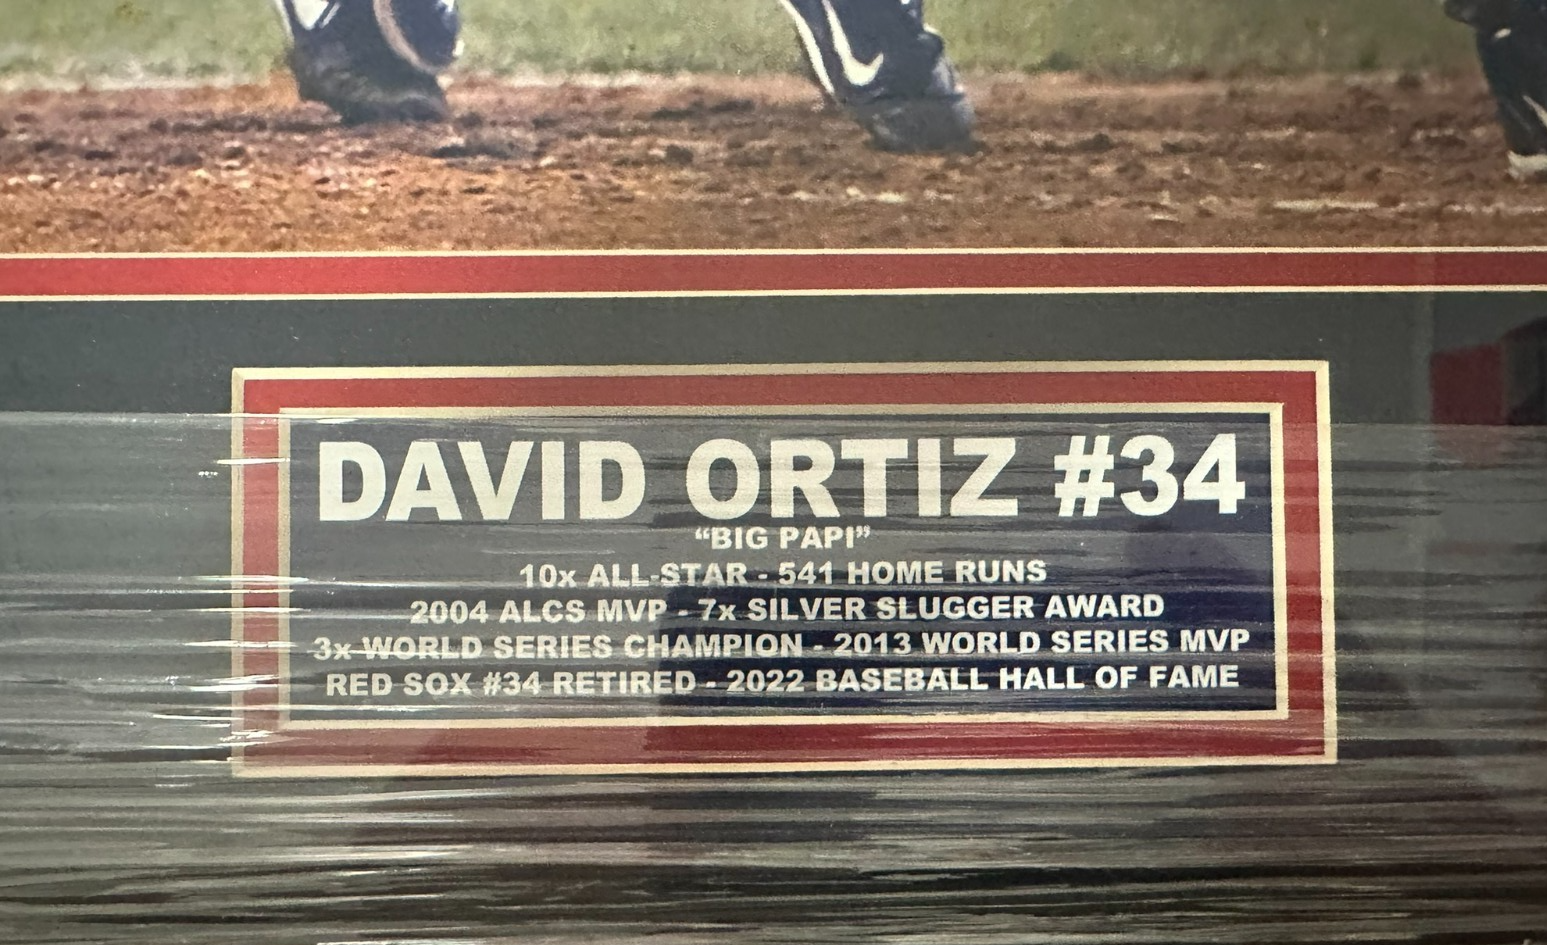 DAVID ORTIZ #34
“BIG PAPI”
10x ALL-STAR - 541 HOME RUNS
2004 ALCS MVP - 7x SILVER SLUGGER AWARD
3x WORLD SERIES CHAMPION - 2013 WORLD SERIES MVP
RED SOX #34 RETIRED - 2022 BASEBALL HALL OF FAME